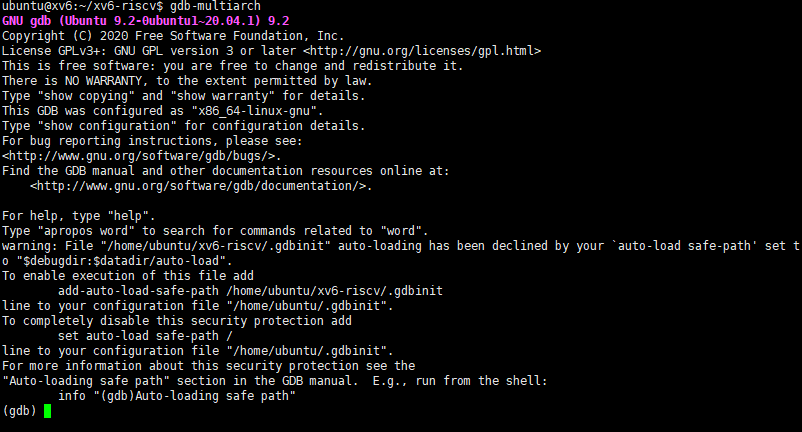 ubuntu@xv6:~/xv6-riscv$ gdb-multiarch
GNU gdb (Ubuntu 9.2-0ubuntu1~20.04.1) 9.2
Copyright (C) 2020 Free Software Foundation, Inc.
License GPLv3+: GNU GPL version 3 or later <http://gnu.org/licenses/gpl.html>
This is free software: you are free to change and redistribute it.
There is NO WARRANTY, to the extent permitted by law.
Type "show copying" and "show warranty" for details.
This GDB was configured as "x86_64-linux-gnu".
Type "show configuration" for configuration details.
For bug reporting instructions, please see:
<http://www.gnu.org/software/gdb/bugs/>.
Find the GDB manual and other documentation resources online at:
    <http://www.gnu.org/software/gdb/documentation/>.

For help, type "help".
Type "apropos word" to search for commands related to "word".
warning: File "/home/ubuntu/xv6-riscv/.gdbinit" auto-loading has been declined by your `auto-load safe-path' set t
o "$debugdir:$datadir/auto-load".
To enable execution of this file add
        add-auto-load-safe-path /home/ubuntu/xv6-riscv/.gdbinit
line to your configuration file "/home/ubuntu/.gdbinit".
To completely disable this security protection add
        set auto-load safe-path /
line to your configuration file "/home/ubuntu/.gdbinit".
For more information about this security protection see the
"Auto-loading safe path" section in the GDB manual.  E.g., run from the shell:
        info "(gdb)Auto-loading safe path"
(gdb)